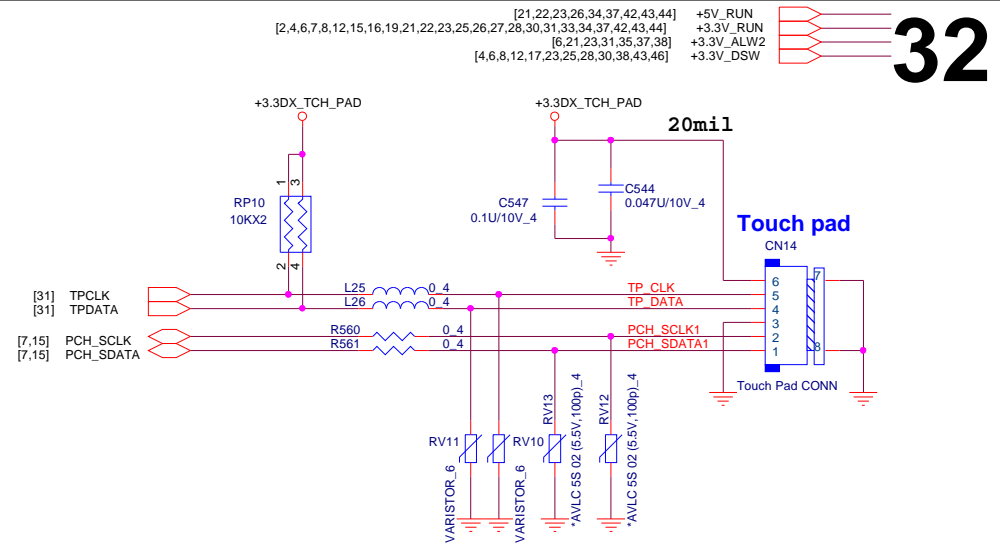 [21,22,23,26,34,37,42,43,44] +5V_RUN
[2,4,6,7,8,12,15,16,19,21,22,23,25,26,27,28,30,31,33,34,37,42,43,44] +3.3V_RUN
[6,21,23,31,35,37,38] +3.3V_ALW2
[4,6,8,12,17,23,25,28,30,38,43,46] +3.3V_DSW
32
+3.3DX_TCH_PAD
+3.3DX_TCH_PAD
20mil
1 3
RP10
10KX2
2 4
C547
0.1U/10V_4
C544
0.047U/10V_4
Touch pad
CN14
6
5
4
3
2
1
7
8
Touch Pad CONN
[31] TPCLK
[31] TPDATA
L25 0_4
L26 0_4
TP_CLK
TP_DATA
[7,15] PCH_SCLK
[7,15] PCH_SDATA
R560 0_4
R561 0_4
PCH_SCLK1
PCH_SDATA1
RV11
VARISTOR_6
RV10
VARISTOR_6
RV13
*AVLC 5S 02 (5.5V,100p)_4
RV12
*AVLC 5S 02 (5.5V,100p)_4